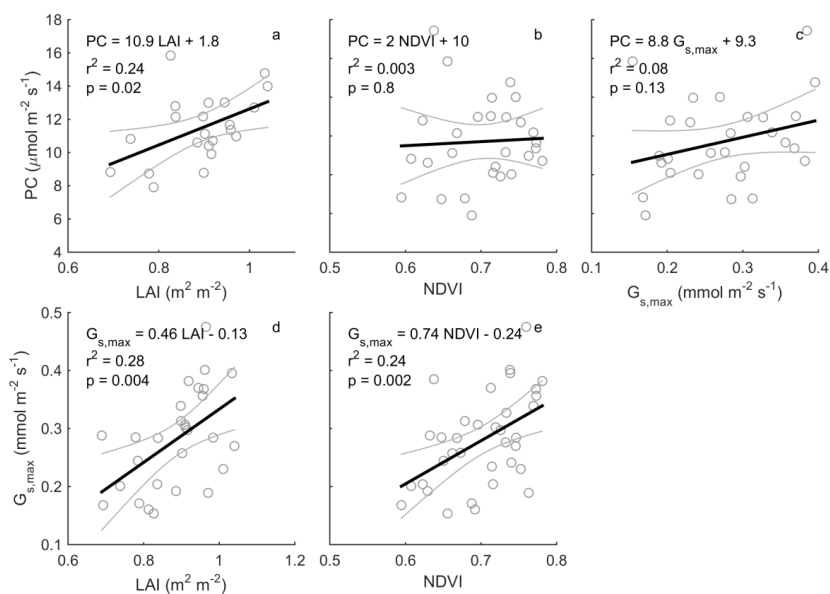 PC = 10.9 LAI + 1.8
a
r² = 0.24
p = 0.02
PC (μmol m⁻² s⁻¹)
18
16
14
12
10
8
6
4
0.6
0.8
1
LAI (m² m⁻²)
PC = 2 NDVI + 10
b
r² = 0.003
p = 0.8
0.5
0.6
0.7
0.8
NDVI
PC = 8.8 Gs,max + 9.3
c
r² = 0.08
p = 0.13
0.1
0.2
0.3
0.4
Gs,max (mmol m⁻² s⁻¹)
Gs,max = 0.46 LAI - 0.13
d
r² = 0.28
p = 0.004
Gs,max (mmol m⁻² s⁻¹)
0.5
0.4
0.3
0.2
0.1
0.6
0.8
1
1.2
LAI (m² m⁻²)
Gs,max = 0.74 NDVI - 0.24
e
r² = 0.24
p = 0.002
0.5
0.6
0.7
0.8
NDVI